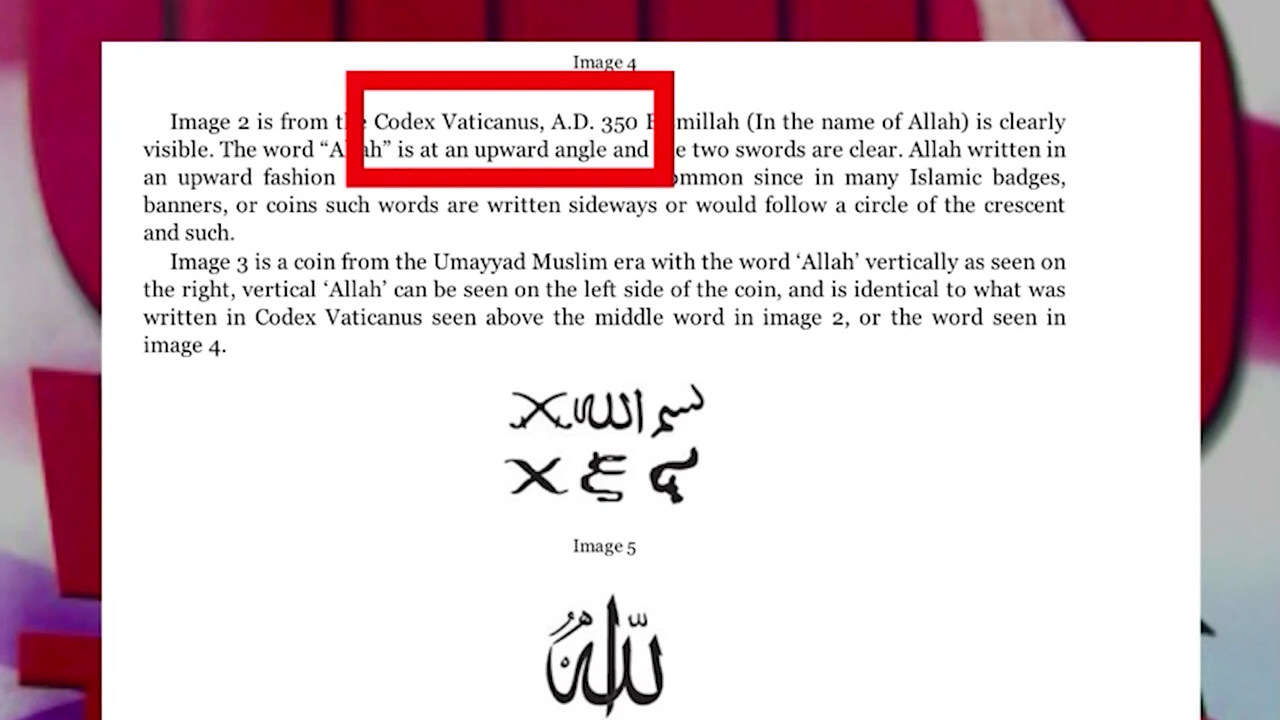 Image 4
Image 2 is from the Codex Vaticanus, A.D. 350 B millah (In the name of Allah) is clearly
visible. The word “Allah” is at an upward angle and e two swords are clear. Allah written in
an upward fashion ommon since in many Islamic badges,
banners, or coins such words are written sideways or would follow a circle of the crescent
and such.
Image 3 is a coin from the Umayyad Muslim era with the word ‘Allah’ vertically as seen on
the right, vertical ‘Allah’ can be seen on the left side of the coin, and is identical to what was
written in Codex Vaticanus seen above the middle word in image 2, or the word seen in
image 4.
بسم الله
Image 5
الله